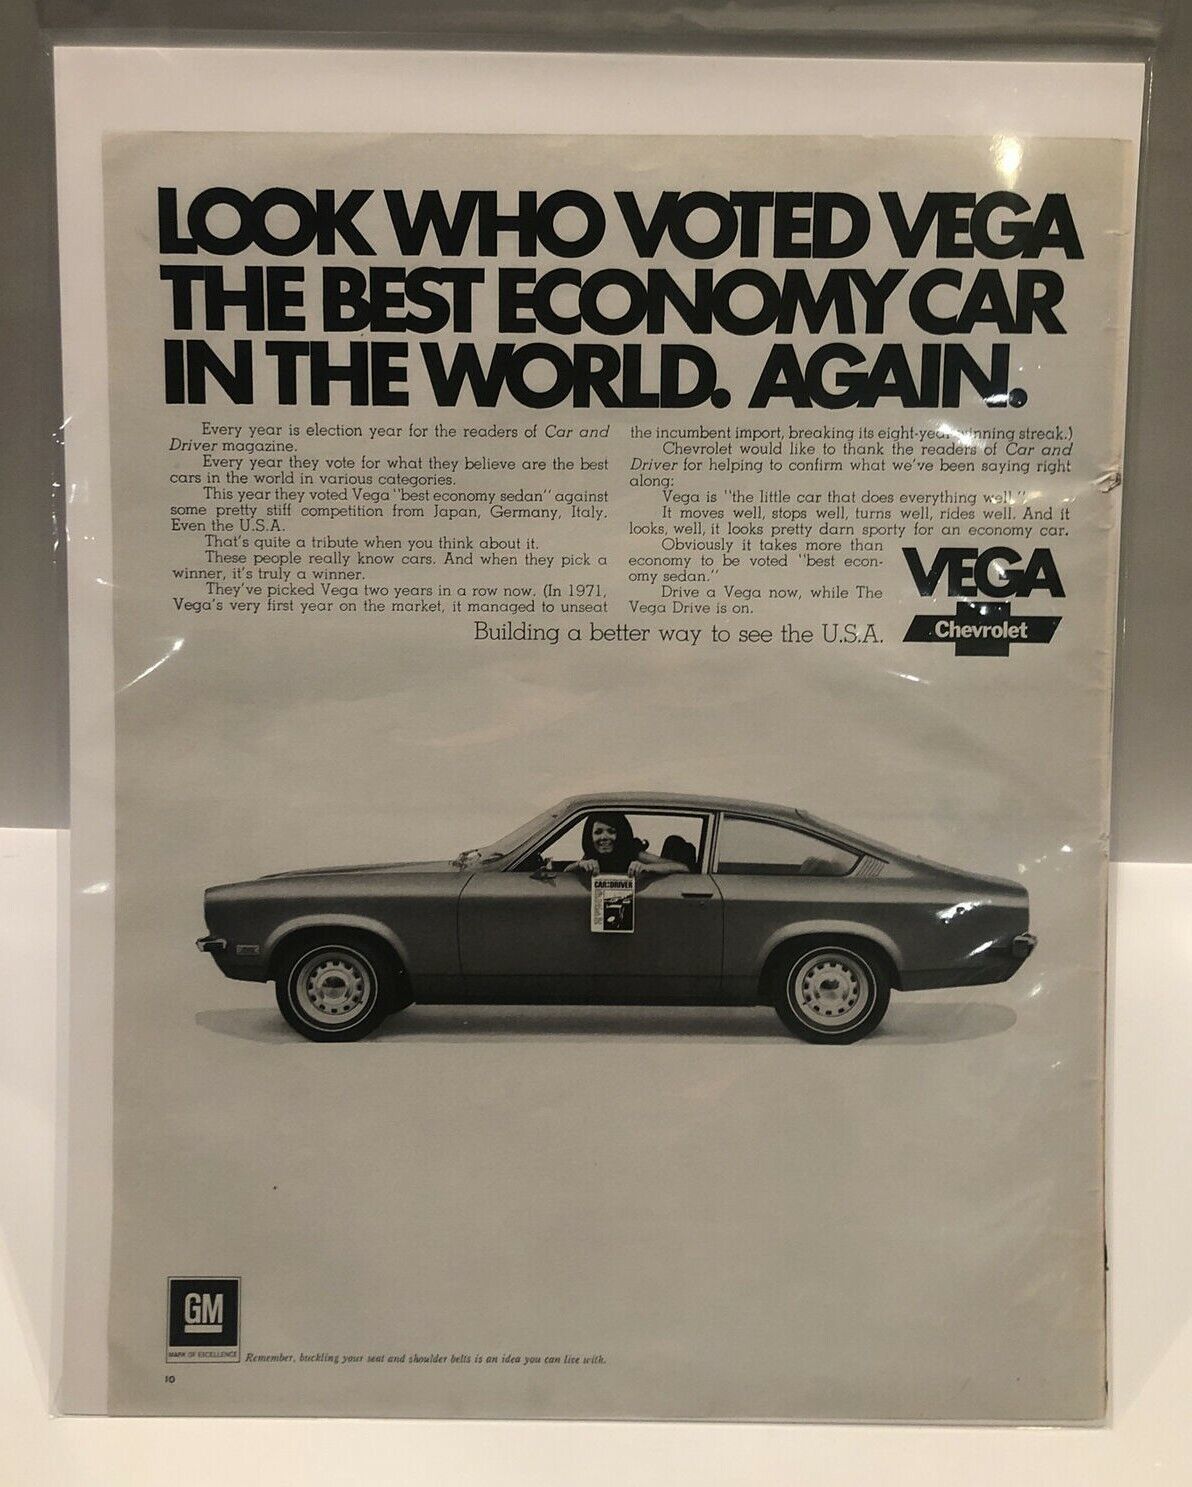 LOOK WHO VOTED VEGA
THE BEST ECONOMY CAR
IN THE WORLD. AGAIN.
Every year is election year for the readers of Car and
Driver magazine.
Every year they vote for what they believe are the best
cars in the world in various categories.
This year they voted Vega "best economy sedan" against
some pretty stiff competition from Japan, Germany, Italy.
Even the U.S.A.
That's quite a tribute when you think about it.
These people really know cars. And when they pick a
winner, it's truly a winner.
They've picked Vega two years in a row now. (In 1971,
Vega's very first year on the market, it managed to unseat
the incumbent import, breaking its eight-year winning streak.)
Chevrolet would like to thank the readers of Car and
Driver for helping to confirm what we've been saying right
along:
Vega is "the little car that does everything well."
It moves well, stops well, turns well, rides well. And it
looks, well, it looks pretty darn sporty for an economy car.
Obviously it takes more than
economy to be voted "best econ-
omy sedan."
Drive a Vega now, while The
Vega Drive is on.
Building a better way to see the U.S.A.
VEGA
Chevrolet
CAR AND DRIVER
GM
MARK OF EXCELLENCE
Remember, buckling your seat and shoulder belts is an idea you can live with.
10